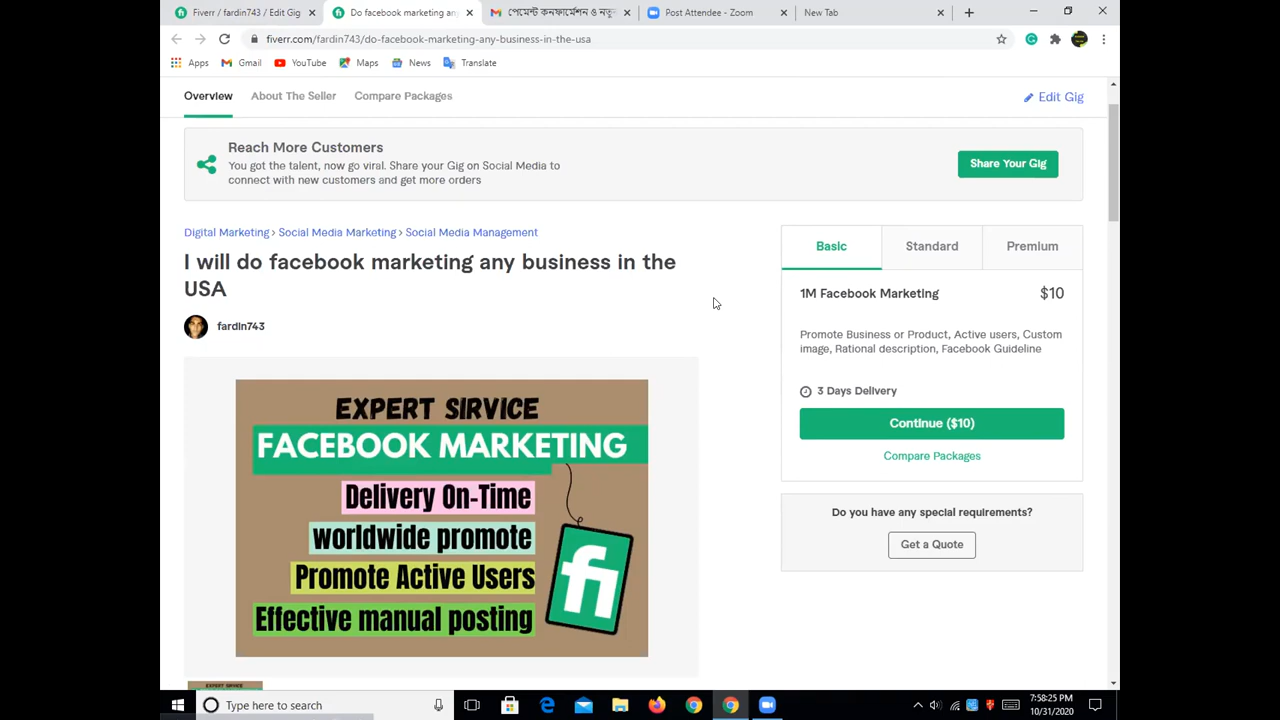 Fiverr / fardin743 / Edit Gig
Do facebook marketing any
পেমেন্ট কনফার্মেশন ও নতু
Post Attendee - Zoom
New Tab
fiverr.com/fardin743/do-facebook-marketing-any-business-in-the-usa
Apps
Gmail
YouTube
Maps
News
Translate
Overview
About The Seller
Compare Packages
Edit Gig
Reach More Customers
You got the talent, now go viral. Share your Gig on Social Media to
connect with new customers and get more orders
Share Your Gig
Digital Marketing › Social Media Marketing › Social Media Management
I will do facebook marketing any business in the
USA
fardin743
EXPERT SIRVICE
FACEBOOK MARKETING
Delivery On-Time
worldwide promote
Promote Active Users
Effective manual posting
fi
EXPERT SIRVICE
Basic
Standard
Premium
1M Facebook Marketing
$10
Promote Business or Product, Active users, Custom
image, Rational description, Facebook Guideline
3 Days Delivery
Continue ($10)
Compare Packages
Do you have any special requirements?
Get a Quote
Type here to search
7:58:25 PM
10/31/2020